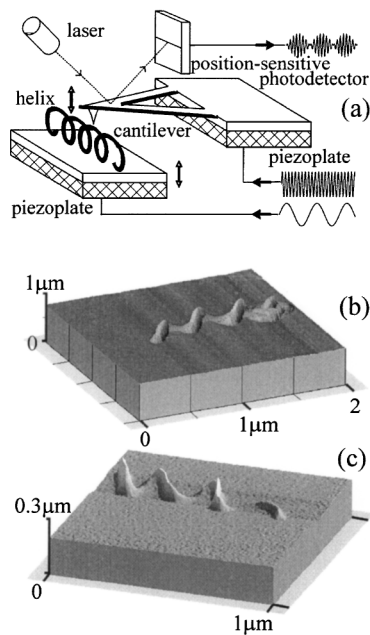 laser
position-sensitive
photodetector
helix
(a)
cantilever
piezoplate
piezoplate
1μm
(b)
0
0
1μm
2
(c)
0.3μm
0
1μm